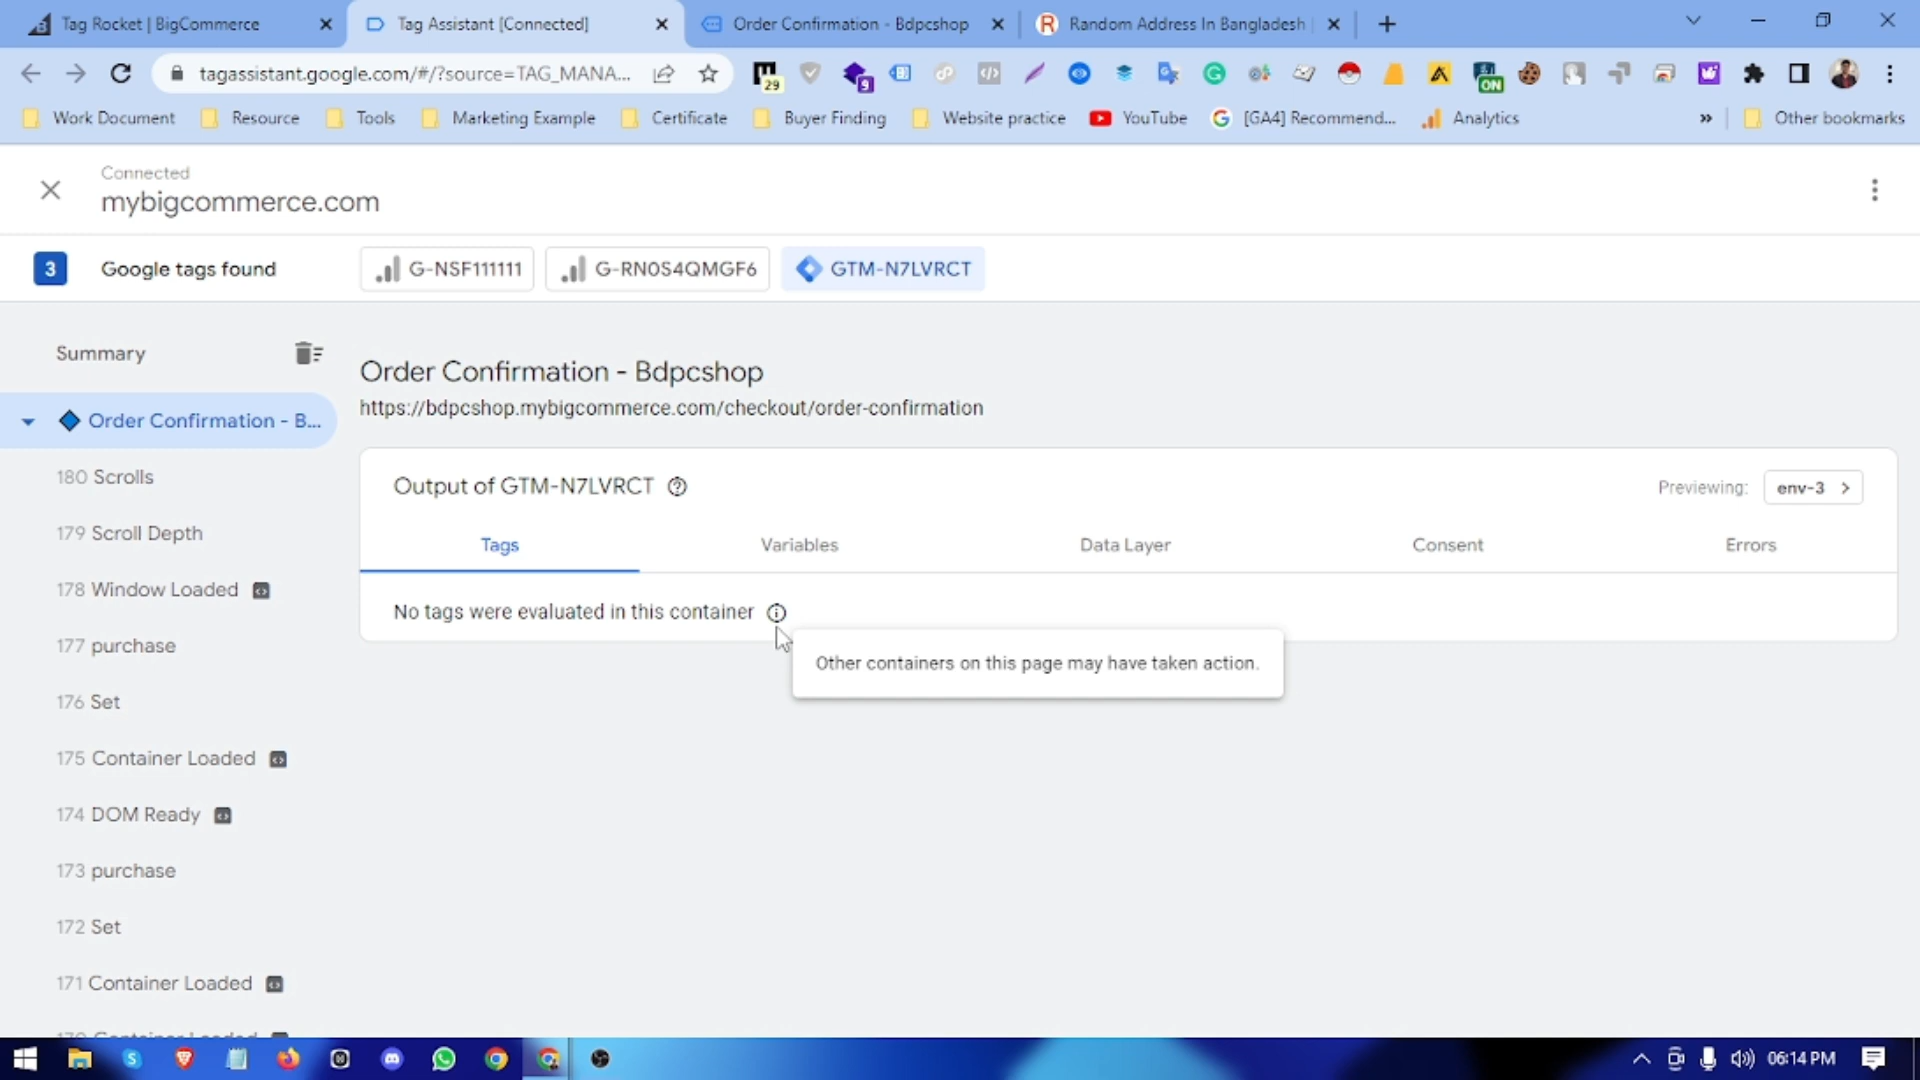 Tag Rocket | BigCommerce
Tag Assistant [Connected]
Order Confirmation - Bdpcshop
Random Address In Bangladesh
tagassistant.google.com/#/?source=TAG_MANA...
29
9
ON
Work Document
Resource
Tools
Marketing Example
Certificate
Buyer Finding
Website practice
YouTube
[GA4] Recommend...
Analytics
»
Other bookmarks
Connected
mybigcommerce.com
3
Google tags found
G-NSF111111
G-RN0S4QMGF6
GTM-N7LVRCT
Summary
Order Confirmation - B...
180 Scrolls
179 Scroll Depth
178 Window Loaded
177 purchase
176 Set
175 Container Loaded
174 DOM Ready
173 purchase
172 Set
171 Container Loaded
Order Confirmation - Bdpcshop
https://bdpcshop.mybigcommerce.com/checkout/order-confirmation
Output of GTM-N7LVRCT
Previewing:
env-3
Tags
Variables
Data Layer
Consent
Errors
No tags were evaluated in this container
Other containers on this page may have taken action.
06:14 PM